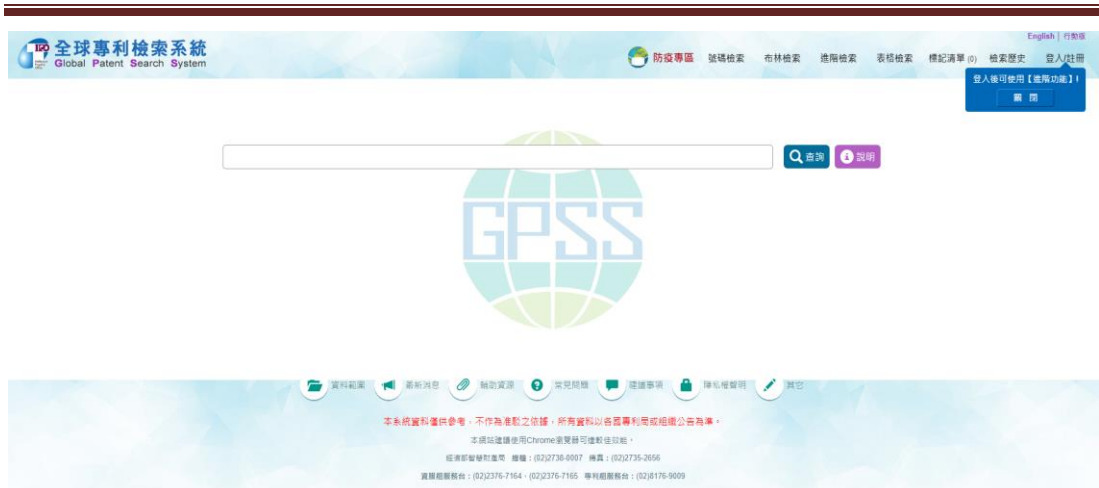 English | 行動版
TIPO 全球專利檢索系統
Global Patent Search System
防疫專區 號碼檢索 布林檢索 進階檢索 表格檢索 標記清單 (0) 檢索歷史 登入/註冊
登入後可使用【進階功能】!
關 閉
查詢 說明
GPSS
資料範圍 最新消息 輔助資源 常見問題 建議事項 隱私權聲明 其它
本系統資料僅供參考，不作為准駁之依據，所有資料以各國專利局或組織公告為準。
本網站建議使用Chrome瀏覽器可達較佳效能。
經濟部智慧財產局 總機：(02)2738-0007 傳真：(02)2735-2656
資服組服務台：(02)2376-7164、(02)2376-7165 專利組服務台：(02)8176-9009